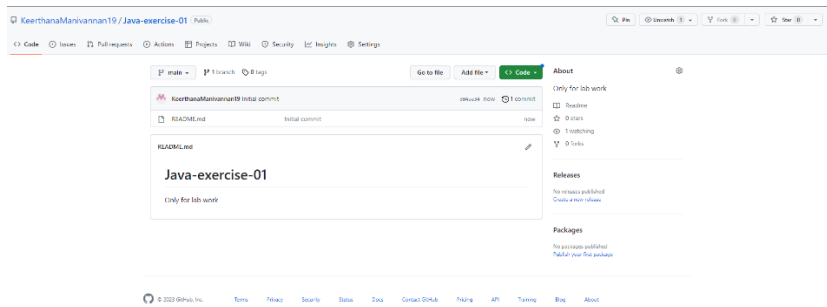 KeerthanaManivannan19 / Java-exercise-01 Public
Pin Unwatch 1 Fork 0 Star 0
Code Issues Pull requests Actions Projects Wiki Security Insights Settings
main 1 branch 0 tags Go to file Add file Code
KeerthanaManivannan19 Initial commit now 1 commit
README.md Initial commit now
README.md
Java-exercise-01
Only for lab work
About
Only for lab work
Readme
0 stars
1 watching
0 forks
Releases
No releases published
Create a new release
Packages
No packages published
Publish your first package
© 2023 GitHub, Inc. Terms Privacy Security Status Docs Contact GitHub Pricing API Training Blog About